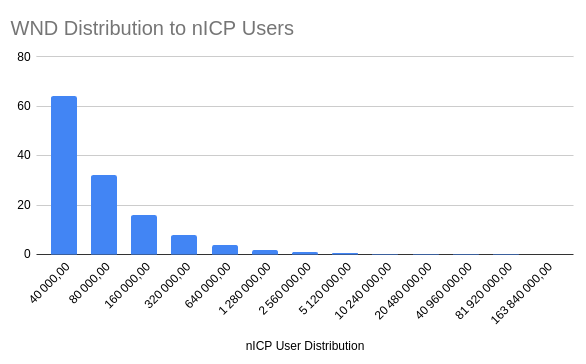 WND Distribution to nICP Users
80
60
40
20
0
40 000,00
80 000,00
160 000,00
320 000,00
640 000,00
1 280 000,00
2 560 000,00
5 120 000,00
10 240 000,00
20 480 000,00
40 960 000,00
81 920 000,00
163 840 000,00
nICP User Distribution